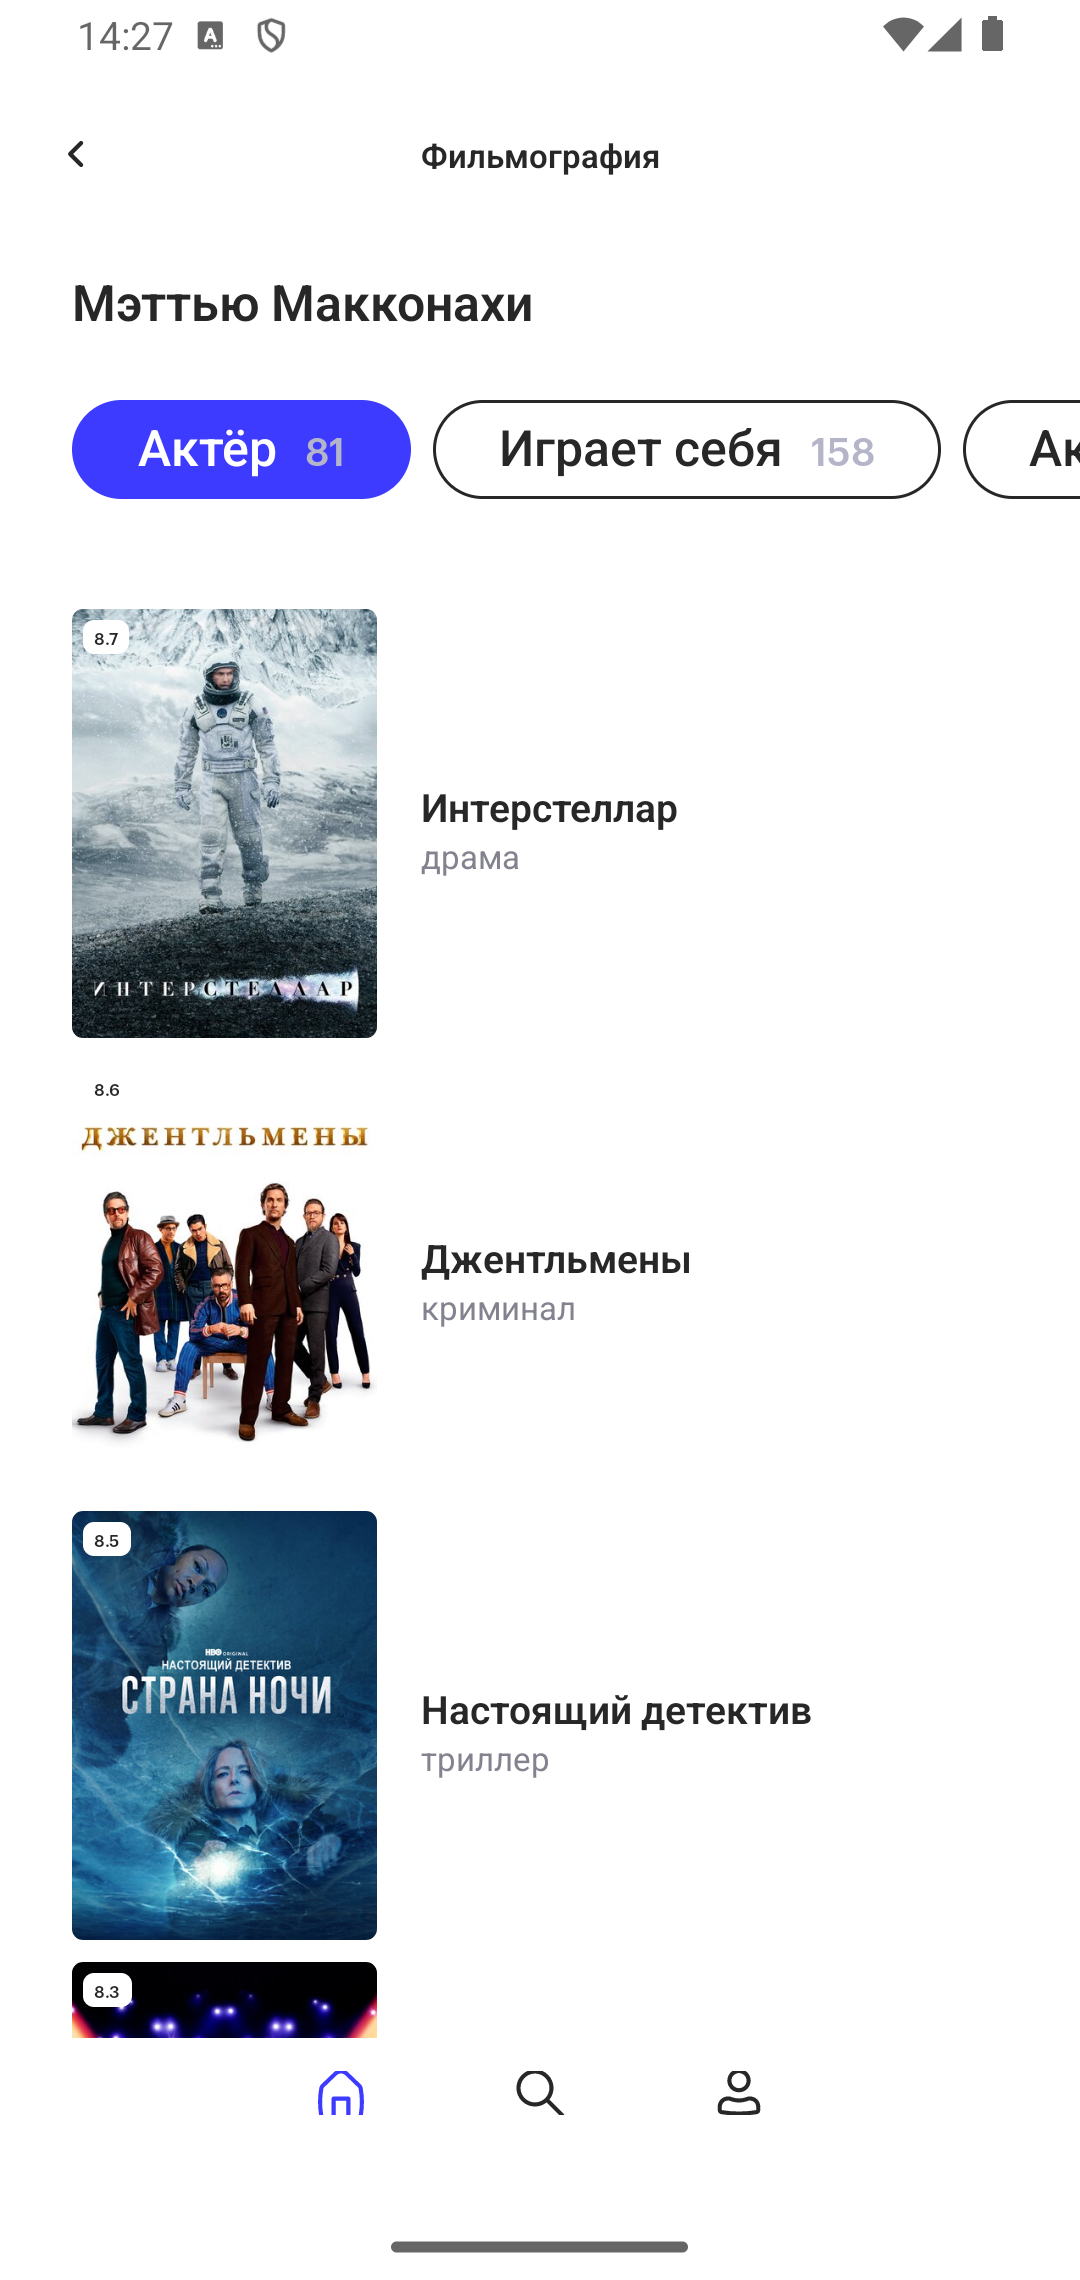 14:27
Фильмография
Мэттью Макконахи
Актёр 81
Играет себя 158
Ак
8.7
ИНТЕРСТЕЛЛАР
Интерстеллар
драма
8.6
ДЖЕНТЛЬМЕНЫ
Джентльмены
криминал
8.5
HBO ORIGINAL
НАСТОЯЩИЙ ДЕТЕКТИВ
СТРАНА НОЧИ
Настоящий детектив
триллер
8.3